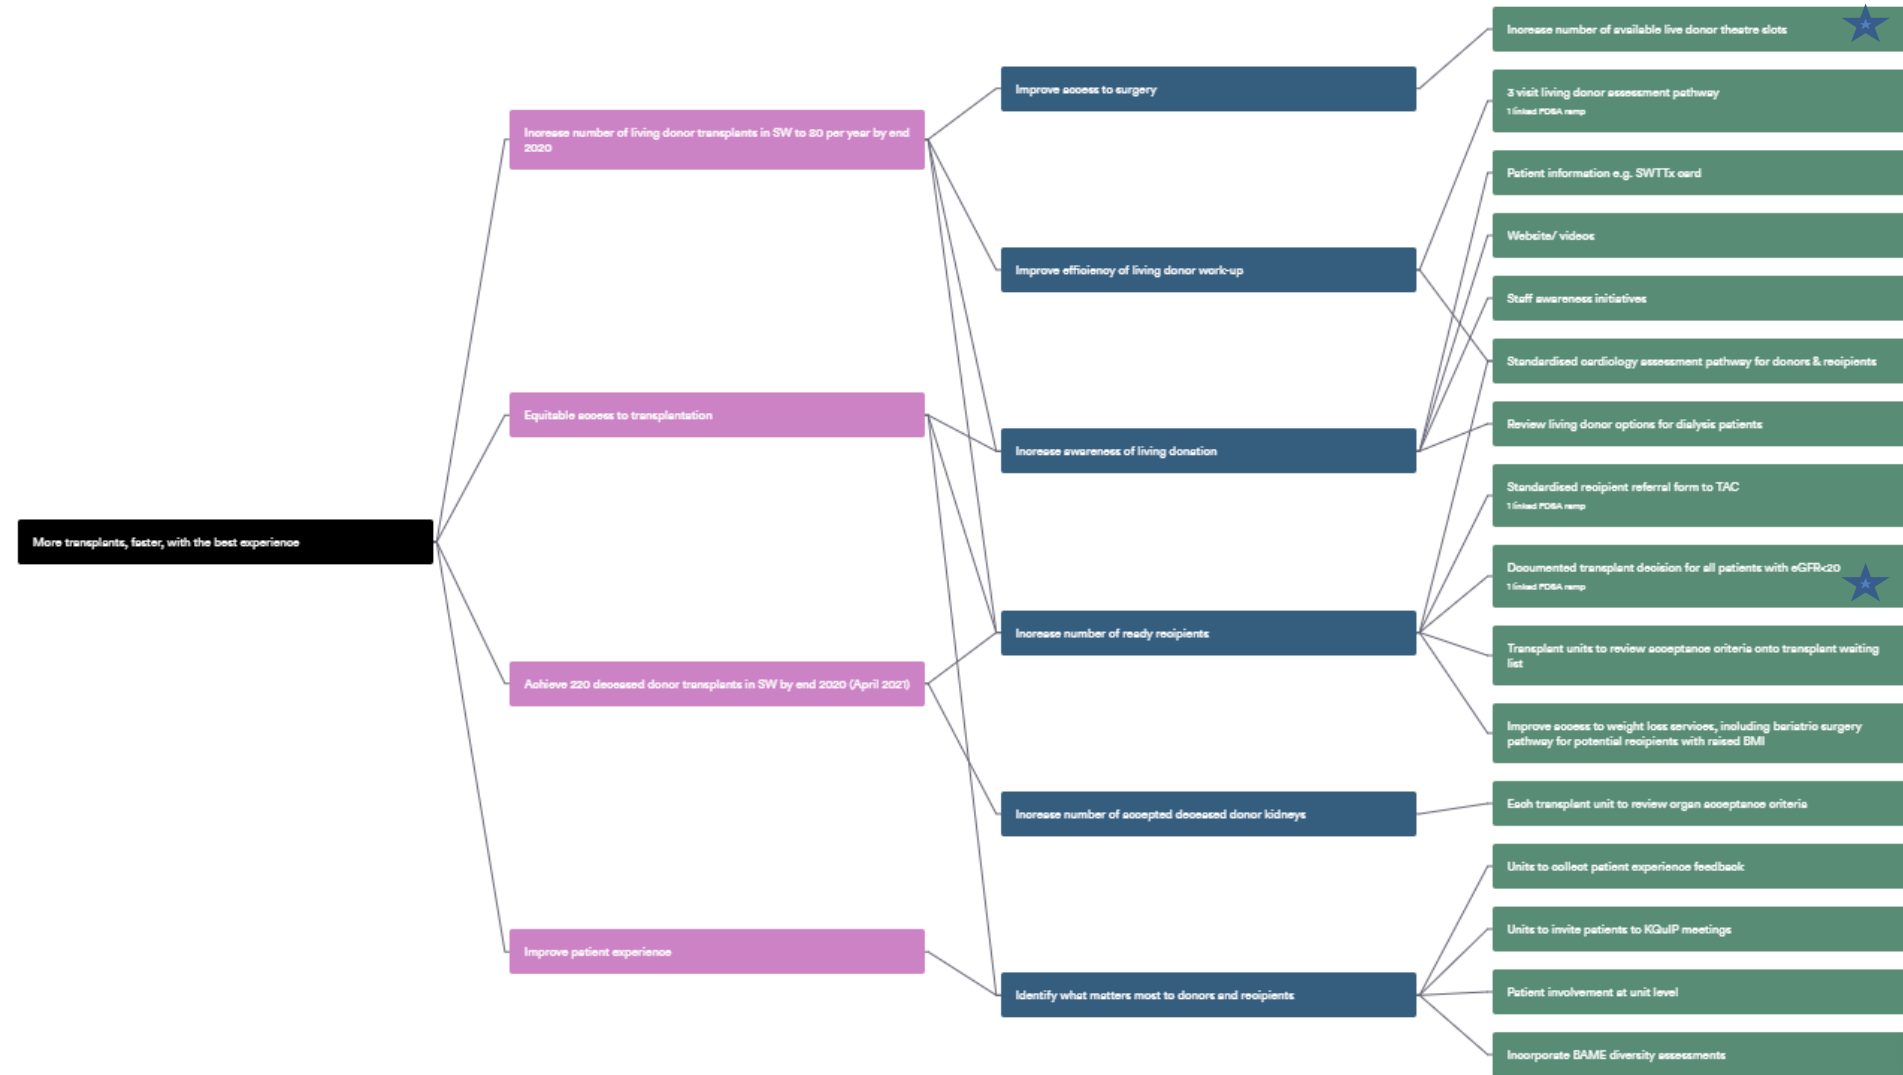 More transplants, faster, with the best experience
Increase number of living donor transplants in SW to 80 per year by end
2020
Equitable access to transplantation
Achieve 220 deceased donor transplants in SW by end 2020 (April 2021)
Improve patient experience
Improve access to surgery
Improve efficiency of living donor work-up
Increase awareness of living donation
Increase number of ready recipients
Increase number of accepted deceased donor kidneys
Identify what matters most to donors and recipients
Increase number of available live donor theatre slots
3 visit living donor assessment pathway
1 linked PDSA ramp
Patient information e.g. SWTTx card
Website/ videos
Staff awareness initiatives
Standardised cardiology assessment pathway for donors & recipients
Review living donor options for dialysis patients
Standardised recipient referral form to TAC
1 linked PDSA ramp
Documented transplant decision for all patients with eGFR<20
1 linked PDSA ramp
Transplant units to review acceptance criteria onto transplant waiting
list
Improve access to weight loss services, including bariatric surgery
pathway for potential recipients with raised BMI
Each transplant unit to review organ acceptance criteria
Units to collect patient experience feedback
Units to invite patients to KQuIP meetings
Patient involvement at unit level
Incorporate BAME diversity assessments